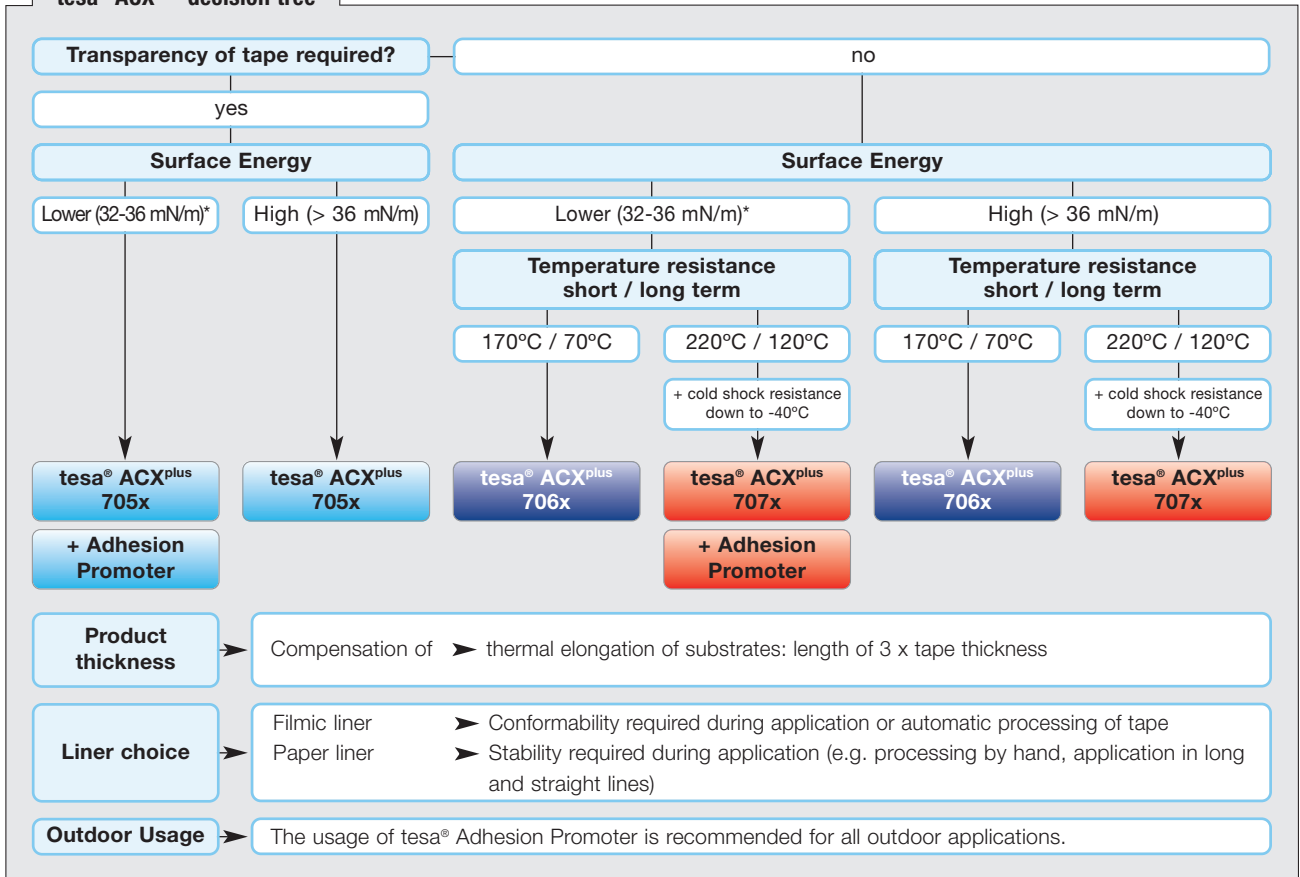 tesa® ACX decision tree
Transparency of tape required?
no
yes
Surface Energy
Surface Energy
Lower (32-36 mN/m)*
High (> 36 mN/m)
Lower (32-36 mN/m)*
High (> 36 mN/m)
Temperature resistance
short / long term
Temperature resistance
short / long term
170ºC / 70ºC
220ºC / 120ºC
170ºC / 70ºC
220ºC / 120ºC
+ cold shock resistance
down to -40ºC
+ cold shock resistance
down to -40ºC
tesa® ACXplus
705x
tesa® ACXplus
705x
tesa® ACXplus
706x
tesa® ACXplus
707x
tesa® ACXplus
706x
tesa® ACXplus
707x
+ Adhesion
Promoter
+ Adhesion
Promoter
Product
thickness
Compensation of ➤ thermal elongation of substrates: length of 3 x tape thickness
Liner choice
Filmic liner ➤ Conformability required during application or automatic processing of tape
Paper liner ➤ Stability required during application (e.g. processing by hand, application in long
and straight lines)
Outdoor Usage
The usage of tesa® Adhesion Promoter is recommended for all outdoor applications.